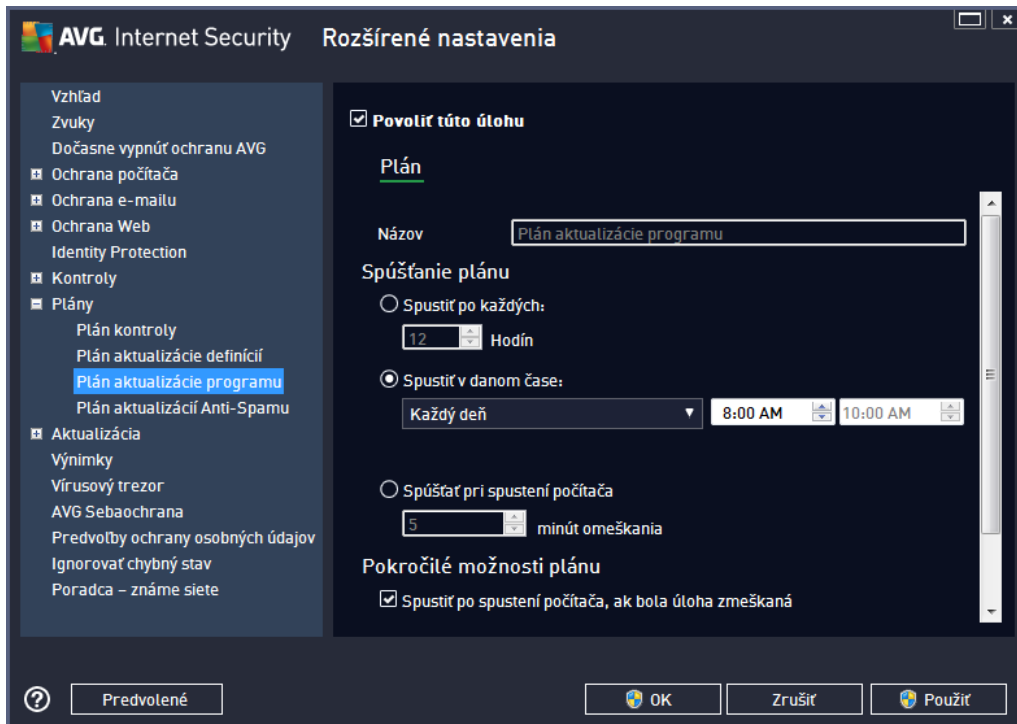 AVG. Internet Security Rozšírené nastavenia
Vzhľad
Zvuky
Dočasne vypnúť ochranu AVG
Ochrana počítača
Ochrana e-mailu
Ochrana Web
Identity Protection
Kontroly
Plány
Plán kontroly
Plán aktualizácie definícií
Plán aktualizácie programu
Plán aktualizácií Anti-Spamu
Aktualizácia
Výnimky
Vírusový trezor
AVG Sebaochrana
Predvoľby ochrany osobných údajov
Ignorovať chybný stav
Poradca – známe siete
Povoliť túto úlohu
Plán
Názov Plán aktualizácie programu
Spúšťanie plánu
Spustiť po každých:
12 Hodín
Spustiť v danom čase:
Každý deň 8:00 AM 10:00 AM
Spúšťať pri spustení počítača
5 minút omeškania
Pokročilé možnosti plánu
Spustiť po spustení počítača, ak bola úloha zmeškaná
? Predvolené OK Zrušiť Použiť